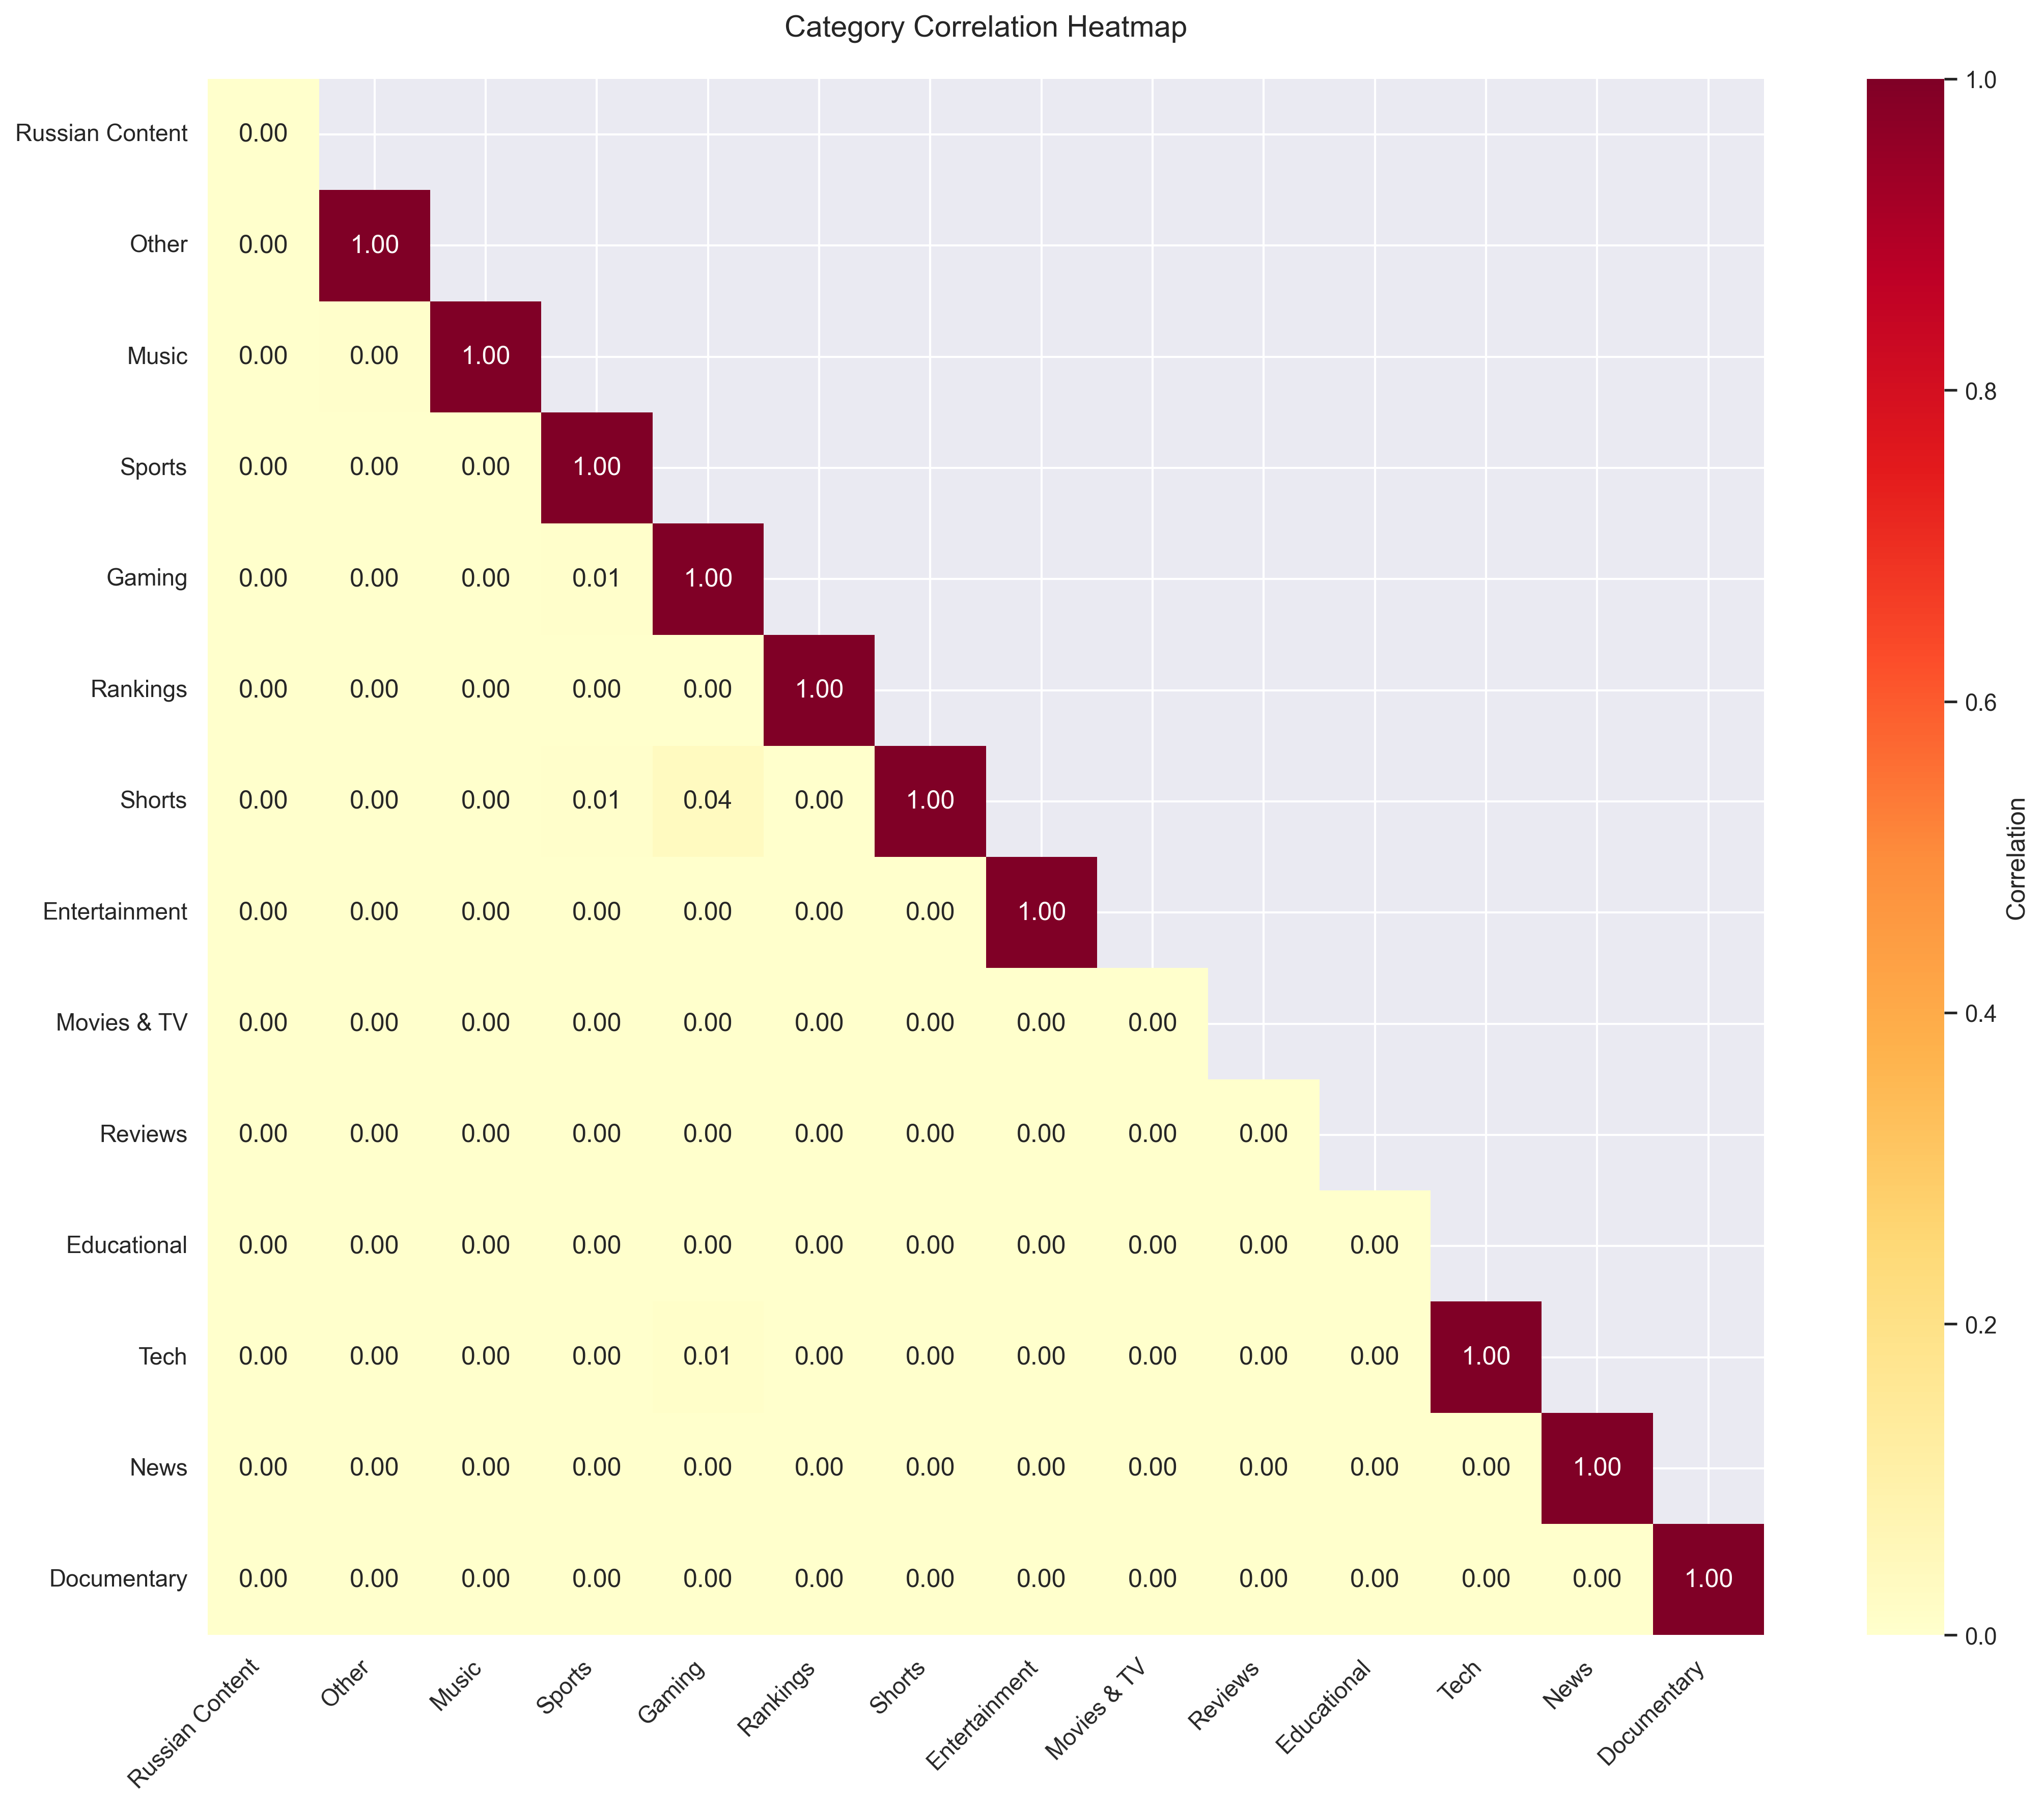 Category Correlation Heatmap
Russian Content 0.00
Other 0.00 1.00
Music 0.00 0.00 1.00
Sports 0.00 0.00 0.00 1.00
Gaming 0.00 0.00 0.00 0.01 1.00
Rankings 0.00 0.00 0.00 0.00 0.00 1.00
Shorts 0.00 0.00 0.00 0.01 0.04 0.00 1.00
Entertainment 0.00 0.00 0.00 0.00 0.00 0.00 0.00 1.00
Movies & TV 0.00 0.00 0.00 0.00 0.00 0.00 0.00 0.00 0.00
Reviews 0.00 0.00 0.00 0.00 0.00 0.00 0.00 0.00 0.00 0.00
Educational 0.00 0.00 0.00 0.00 0.00 0.00 0.00 0.00 0.00 0.00 0.00
Tech 0.00 0.00 0.00 0.00 0.01 0.00 0.00 0.00 0.00 0.00 0.00 1.00
News 0.00 0.00 0.00 0.00 0.00 0.00 0.00 0.00 0.00 0.00 0.00 0.00 1.00
Documentary 0.00 0.00 0.00 0.00 0.00 0.00 0.00 0.00 0.00 0.00 0.00 0.00 0.00 1.00
Russian Content Other Music Sports Gaming Rankings Shorts Entertainment Movies & TV Reviews Educational Tech News Documentary
1.0
0.8
0.6
0.4
0.2
0.0
Correlation